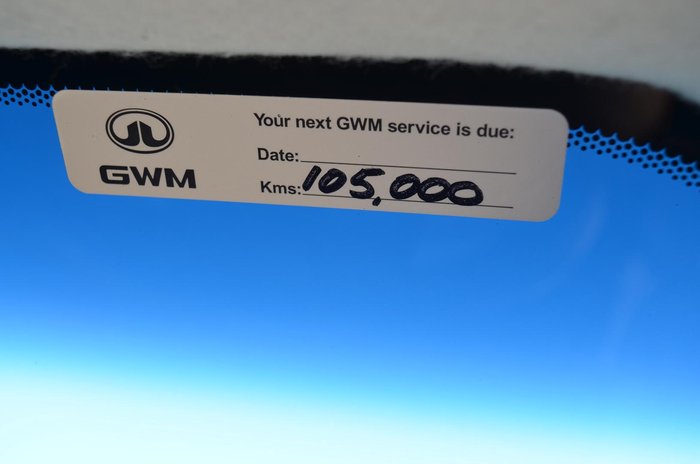 Your next GWM service is due:
Date:
Kms: 105,000
GWM